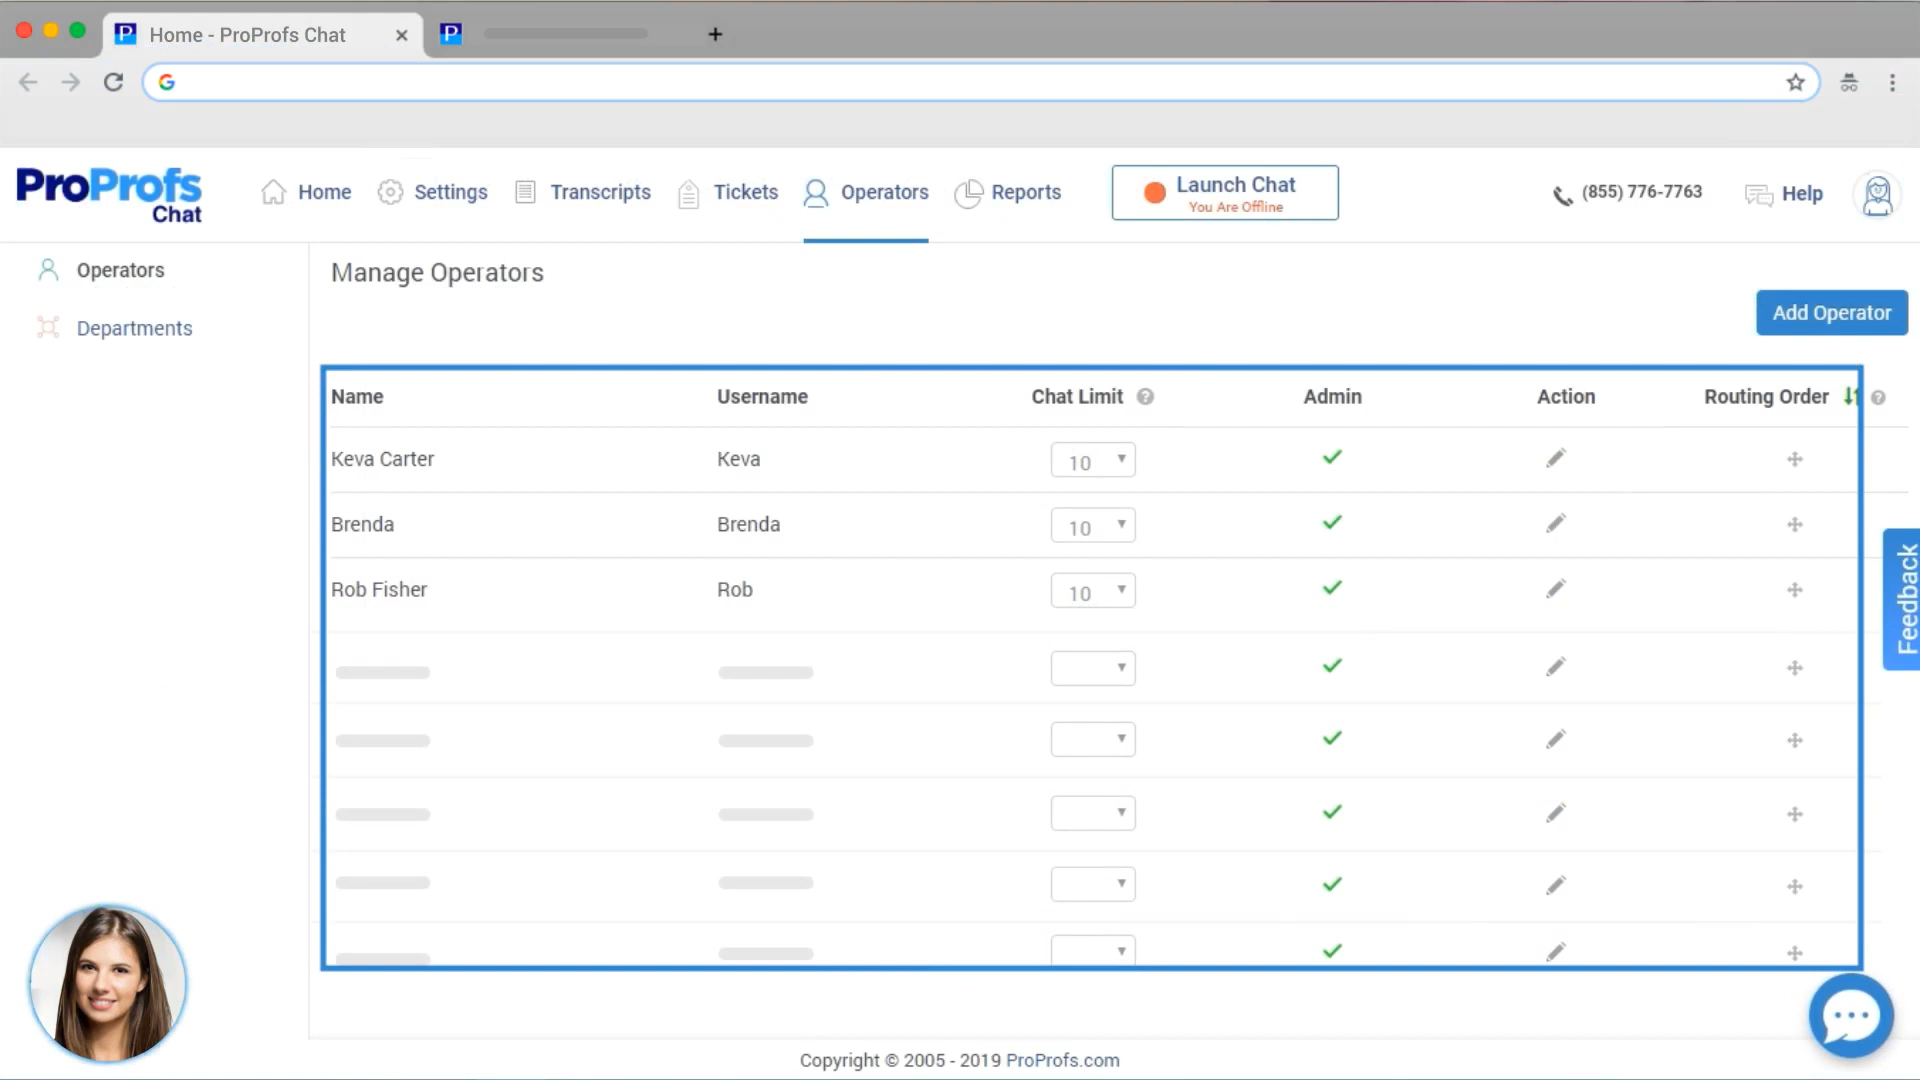 Home - ProProfs Chat
ProProfs
Chat
Home
Settings
Transcripts
Tickets
Operators
Reports
Launch Chat
You Are Offline
(855) 776-7763
Help
Operators
Departments
Manage Operators
Add Operator
Name Username Chat Limit ? Admin Action Routing Order ?
Keva Carter Keva 10
Brenda Brenda 10
Rob Fisher Rob 10
Feedback
Copyright © 2005 - 2019 ProProfs.com